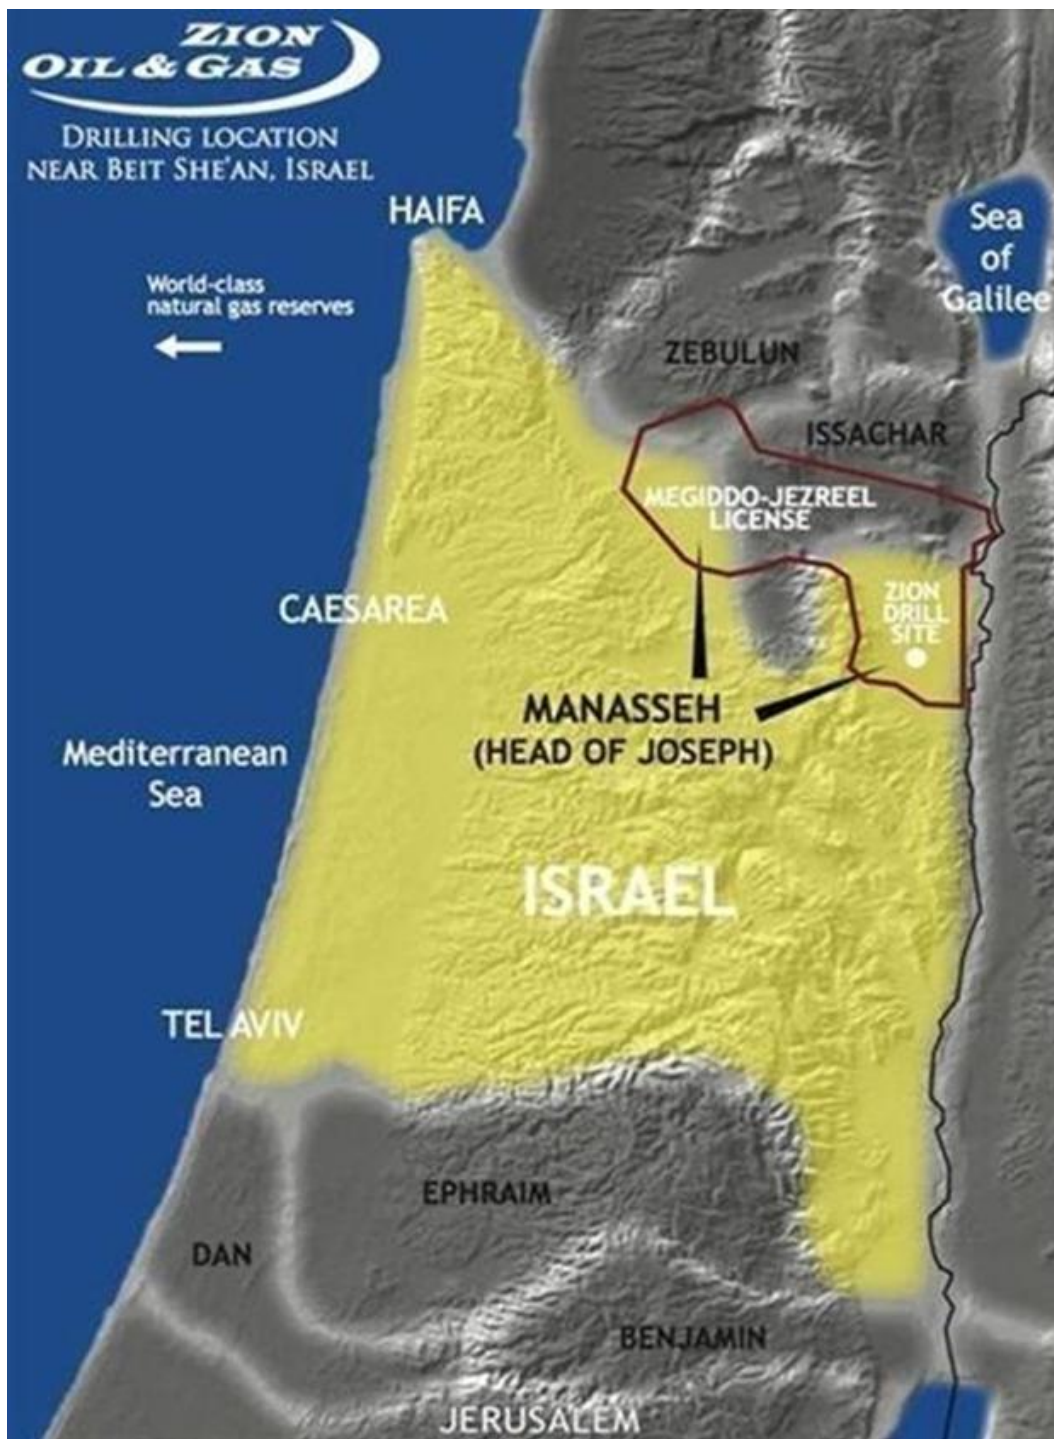 ZION
OIL & GAS
DRILLING LOCATION
NEAR BEIT SHE'AN, ISRAEL
HAIFA
World-class
natural gas reserves
Sea
of
Galilee
ZEBULUN
ISSACHAR
MEGIDDO-JEZREEL
LICENSE
ZION
DRILL
SITE
CAESAREA
MANASSEH
(HEAD OF JOSEPH)
Mediterranean
Sea
ISRAEL
TEL AVIV
EPHRAIM
DAN
BENJAMIN
JERUSALEM